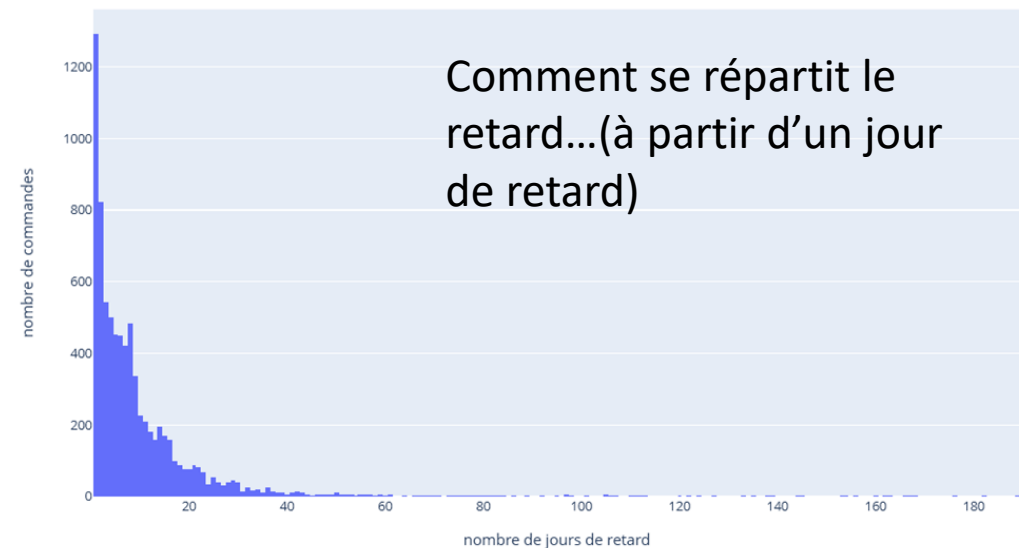 Comment se répartit le
retard…(à partir d’un jour
de retard)
nombre de commandes
1200
1000
800
600
400
200
0
20 40 60 80 100 120 140 160 180
nombre de jours de retard